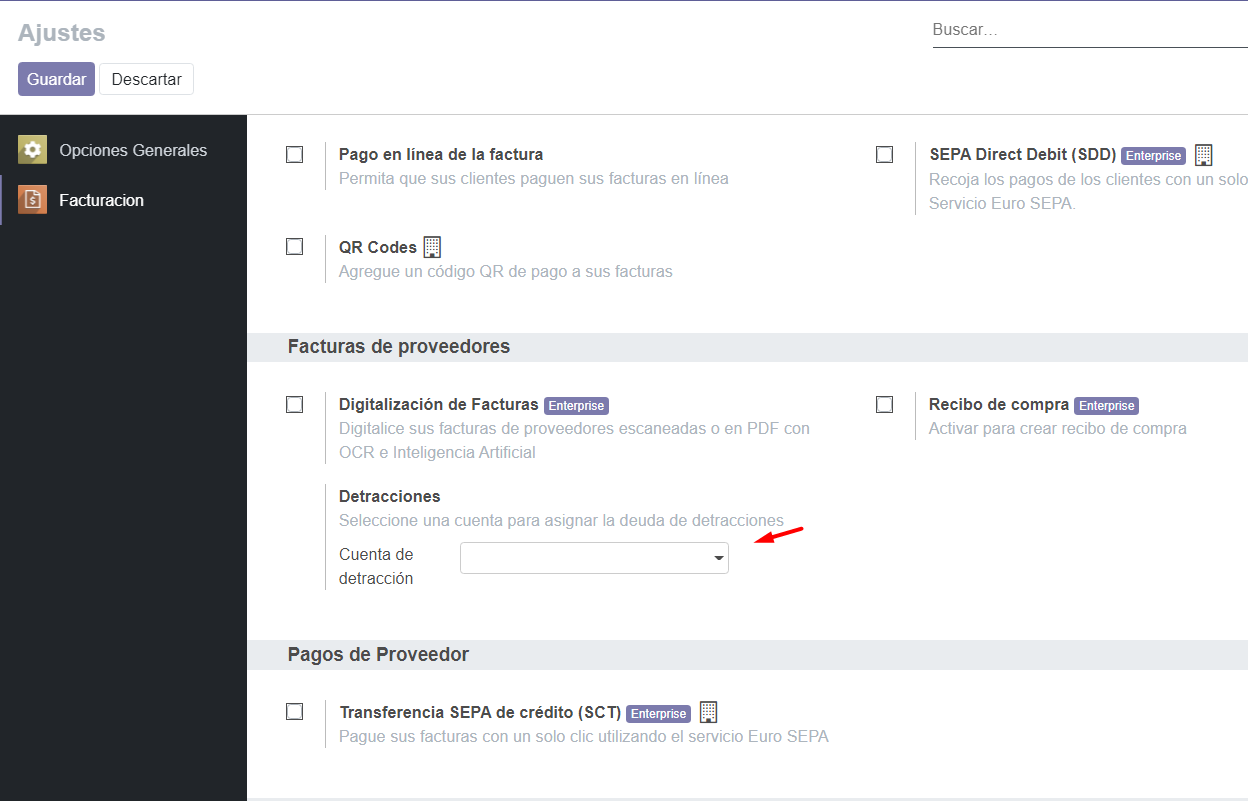 Ajustes
Buscar...
Guardar
Descartar
Opciones Generales
Facturacion
Pago en línea de la factura
Permita que sus clientes paguen sus facturas en línea
SEPA Direct Debit (SDD) Enterprise
Recoja los pagos de los clientes con un solo
Servicio Euro SEPA.
QR Codes
Agregue un código QR de pago a sus facturas
Facturas de proveedores
Digitalización de Facturas Enterprise
Digitalice sus facturas de proveedores escaneadas o en PDF con
OCR e Inteligencia Artificial
Recibo de compra Enterprise
Activar para crear recibo de compra
Detracciones
Seleccione una cuenta para asignar la deuda de detracciones
Cuenta de
detracción
Pagos de Proveedor
Transferencia SEPA de crédito (SCT) Enterprise
Pague sus facturas con un solo clic utilizando el servicio Euro SEPA